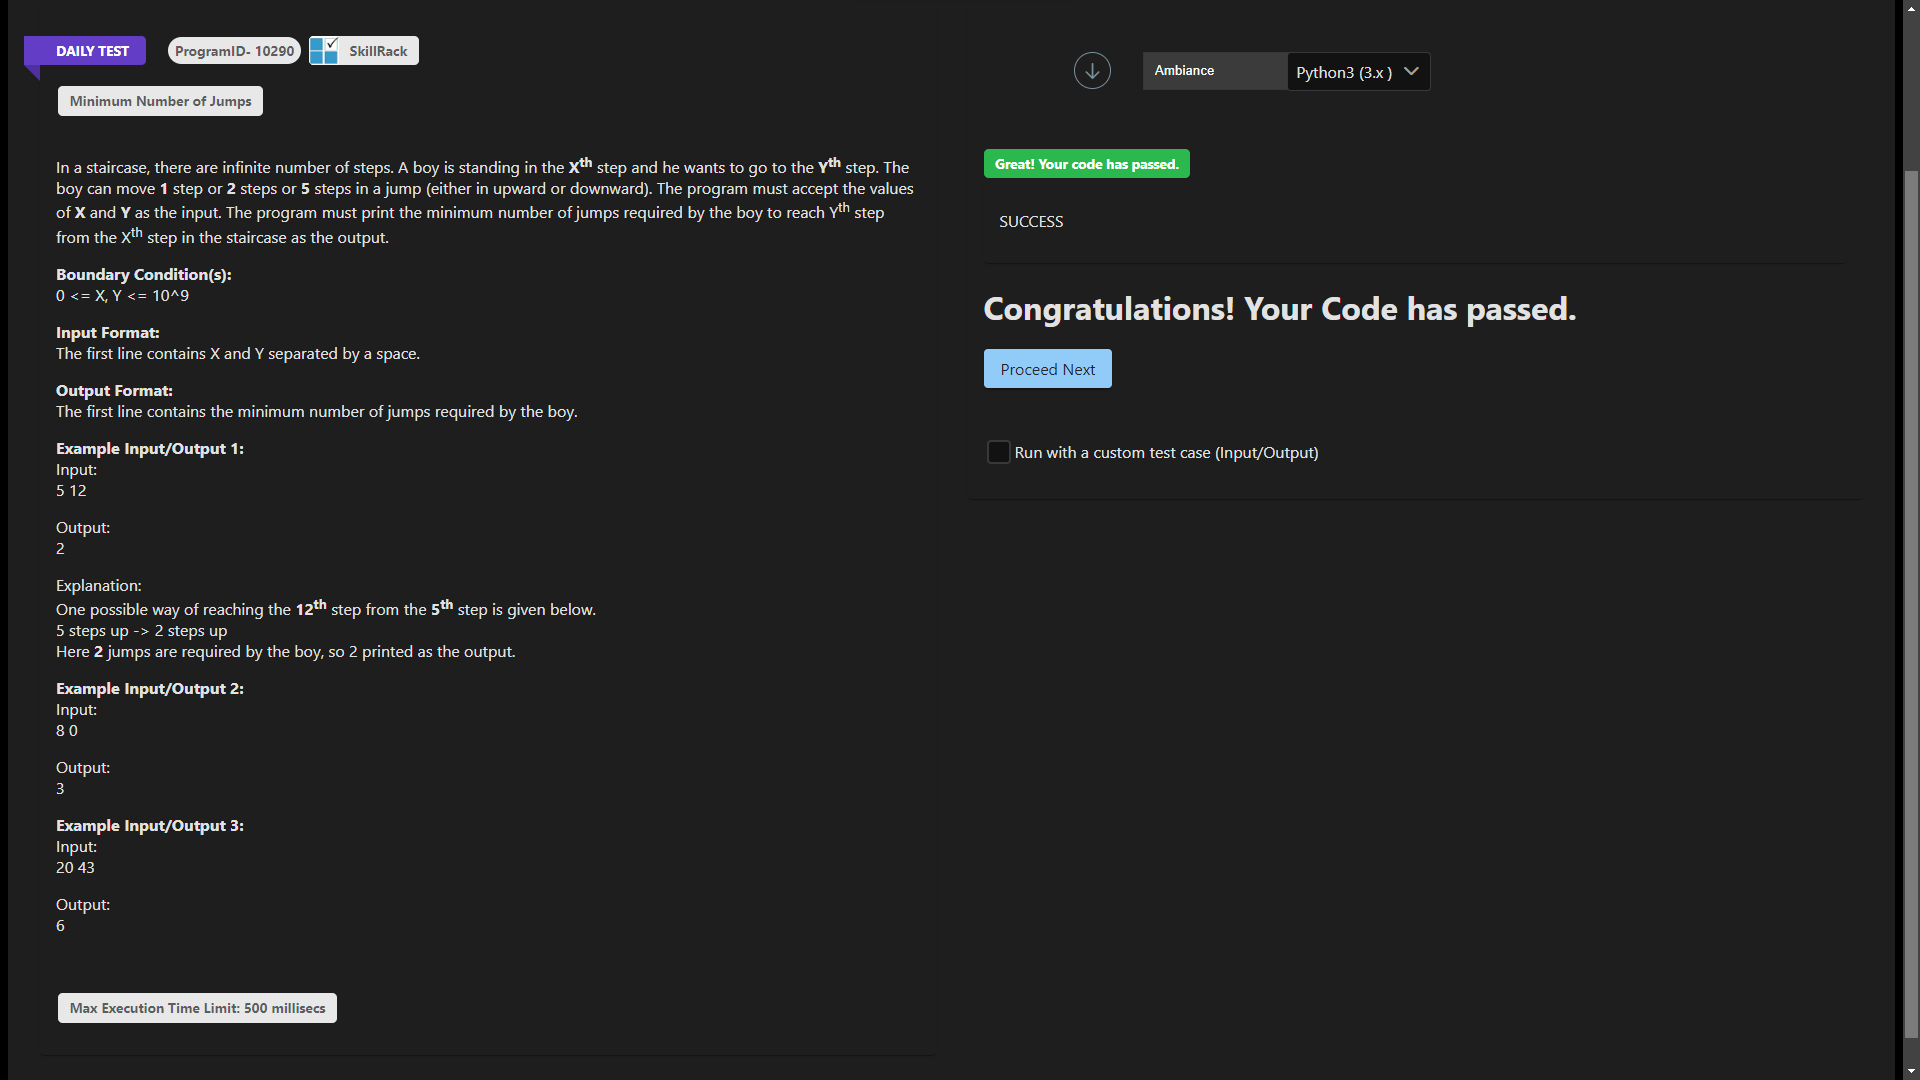 DAILY TEST
ProgramID- 10290
SkillRack
Minimum Number of Jumps
In a staircase, there are infinite number of steps. A boy is standing in the Xth step and he wants to go to the Yth step. The
boy can move 1 step or 2 steps or 5 steps in a jump (either in upward or downward). The program must accept the values
of X and Y as the input. The program must print the minimum number of jumps required by the boy to reach Yth step
from the Xth step in the staircase as the output.
Boundary Condition(s):
0 <= X, Y <= 10^9
Input Format:
The first line contains X and Y separated by a space.
Output Format:
The first line contains the minimum number of jumps required by the boy.
Example Input/Output 1:
Input:
5 12
Output:
2
Explanation:
One possible way of reaching the 12th step from the 5th step is given below.
5 steps up -> 2 steps up
Here 2 jumps are required by the boy, so 2 printed as the output.
Example Input/Output 2:
Input:
8 0
Output:
3
Example Input/Output 3:
Input:
20 43
Output:
6
Max Execution Time Limit: 500 millisecs
Ambiance
Python3 (3.x )
Great! Your code has passed.
SUCCESS
Congratulations! Your Code has passed.
Proceed Next
Run with a custom test case (Input/Output)